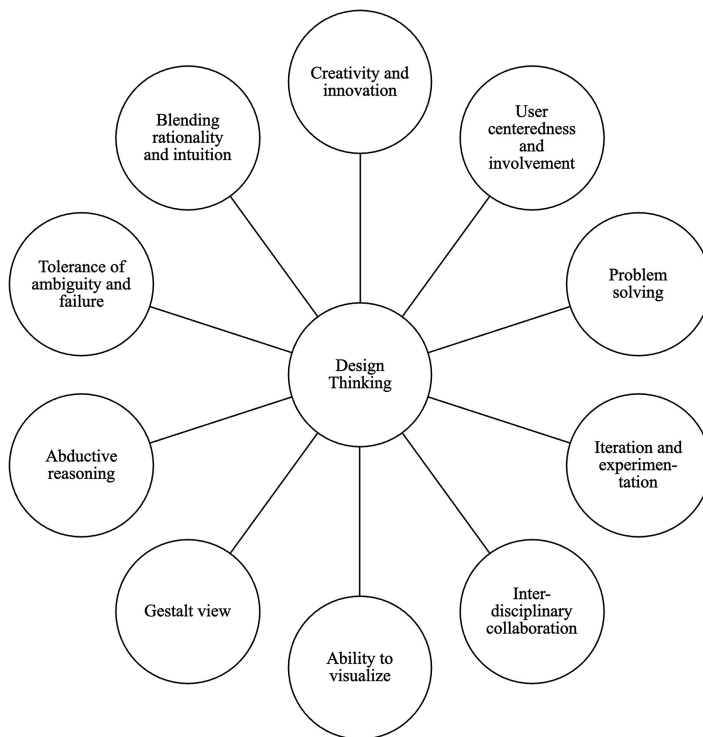 Creativity and
innovation
User
centeredness
and
involvement
Problem
solving
Iteration and
experimen-
tation
Inter-
disciplinary
collaboration
Ability to
visualize
Gestalt view
Abductive
reasoning
Tolerance of
ambiguity and
failure
Blending
rationality
and intuition
Design
Thinking